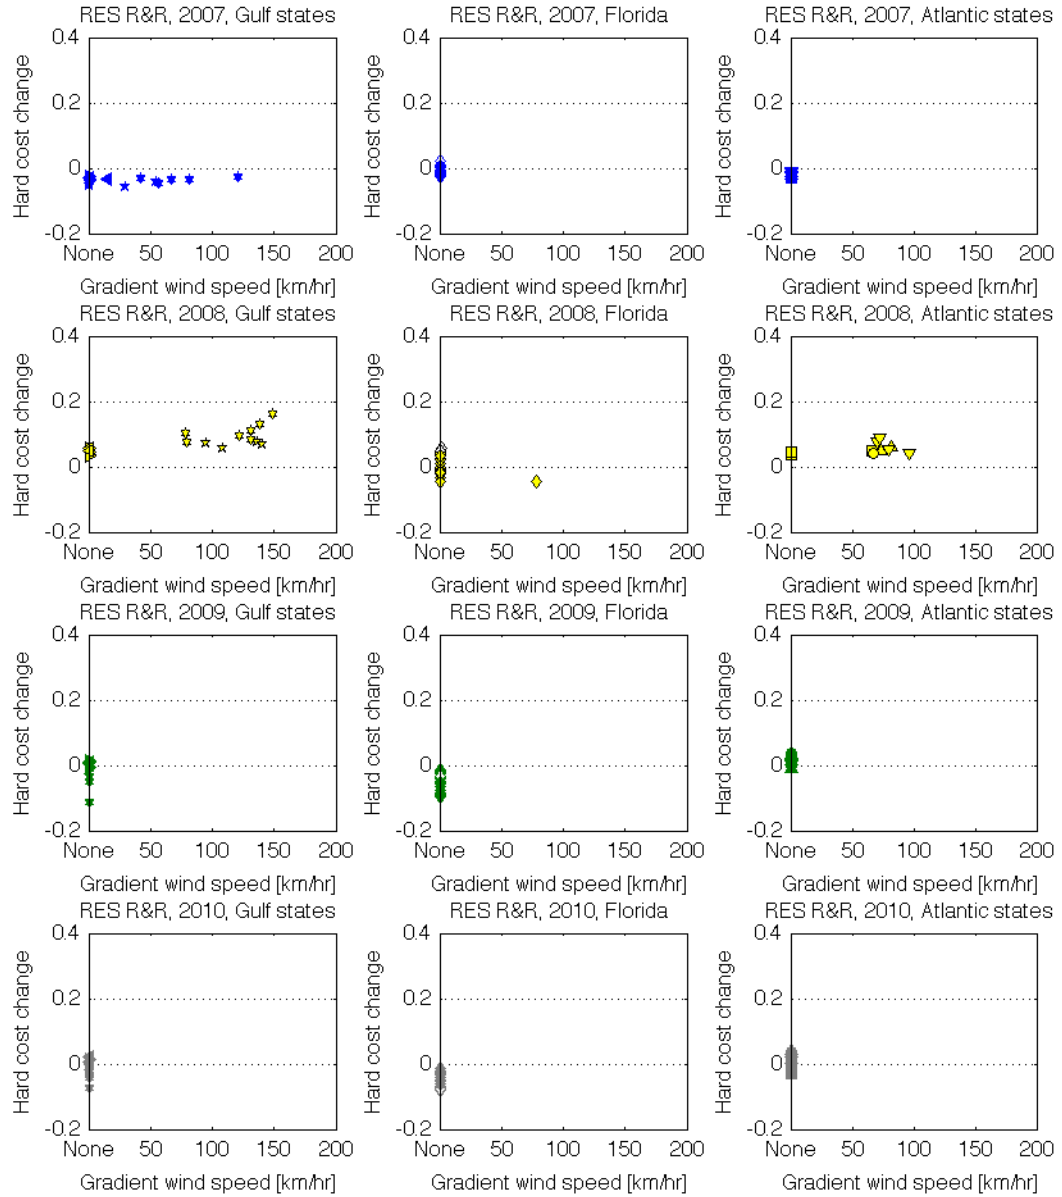 RES R&R, 2007, Gulf states
RES R&R, 2007, Florida
RES R&R, 2007, Atlantic states
0.4
0.2
0
-0.2
Hard cost change
None 50 100 150 200
Gradient wind speed [km/hr]
0.4
0.2
0
-0.2
Hard cost change
None 50 100 150 200
Gradient wind speed [km/hr]
0.4
0.2
0
-0.2
Hard cost change
None 50 100 150 200
Gradient wind speed [km/hr]
RES R&R, 2008, Gulf states
RES R&R, 2008, Florida
RES R&R, 2008, Atlantic states
0.4
0.2
0
-0.2
Hard cost change
None 50 100 150 200
Gradient wind speed [km/hr]
0.4
0.2
0
-0.2
Hard cost change
None 50 100 150 200
Gradient wind speed [km/hr]
0.4
0.2
0
-0.2
Hard cost change
None 50 100 150 200
Gradient wind speed [km/hr]
RES R&R, 2009, Gulf states
RES R&R, 2009, Florida
RES R&R, 2009, Atlantic states
0.4
0.2
0
-0.2
Hard cost change
None 50 100 150 200
Gradient wind speed [km/hr]
0.4
0.2
0
-0.2
Hard cost change
None 50 100 150 200
Gradient wind speed [km/hr]
0.4
0.2
0
-0.2
Hard cost change
None 50 100 150 200
Gradient wind speed [km/hr]
RES R&R, 2010, Gulf states
RES R&R, 2010, Florida
RES R&R, 2010, Atlantic states
0.4
0.2
0
-0.2
Hard cost change
None 50 100 150 200
Gradient wind speed [km/hr]
0.4
0.2
0
-0.2
Hard cost change
None 50 100 150 200
Gradient wind speed [km/hr]
0.4
0.2
0
-0.2
Hard cost change
None 50 100 150 200
Gradient wind speed [km/hr]